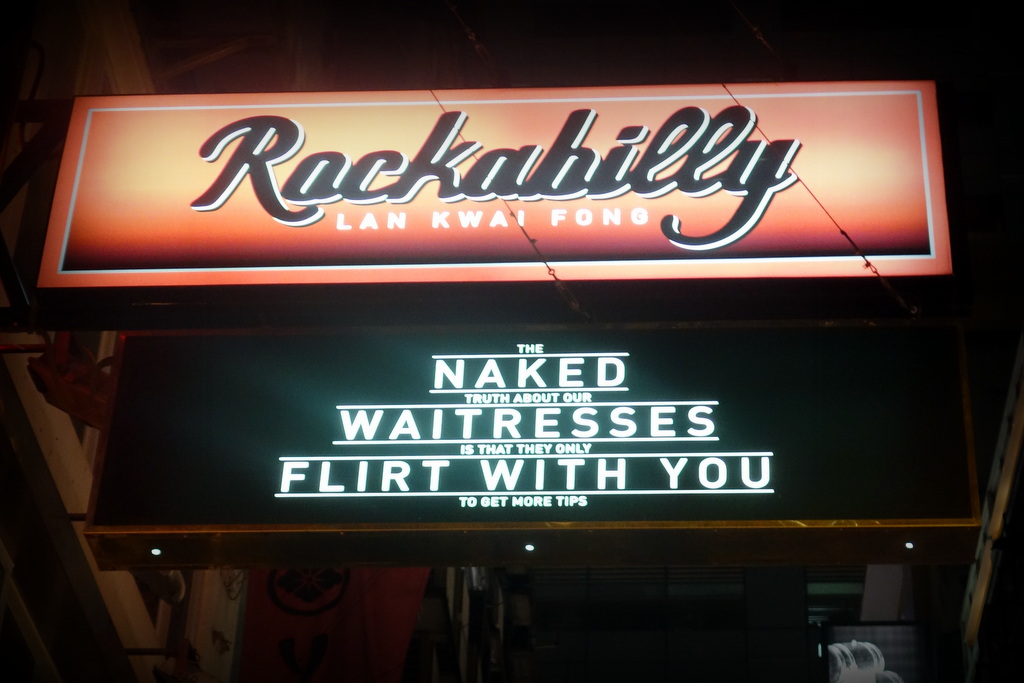 Rockabilly
LAN KWAI FONG
THE
NAKED
TRUTH ABOUT OUR
WAITRESSES
IS THAT THEY ONLY
FLIRT WITH YOU
TO GET MORE TIPS